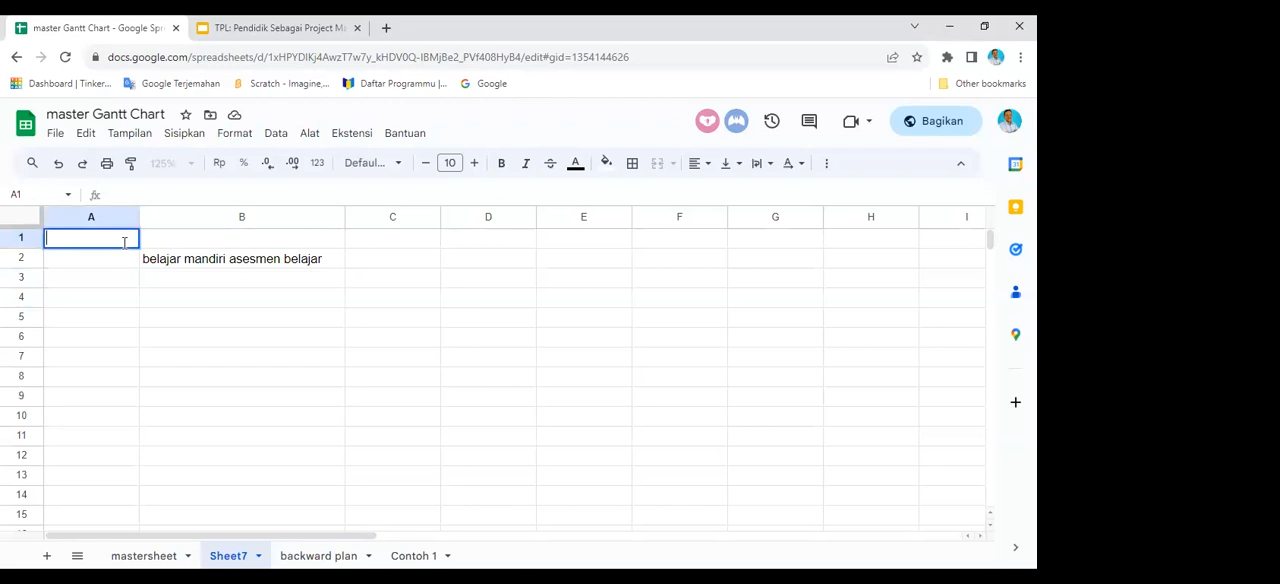 master Gantt Chart - Google Spr
TPL: Pendidik Sebagai Project M
docs.google.com/spreadsheets/d/1xHPYDIKj4AwzT7w7y_kHDV0Q-IBMjBe2_PVf408HyB4/edit#gid=1354144626
Dashboard | Tinker... Google Terjemahan Scratch - Imagine,... Daftar Programmu |... Google Other bookmarks
master Gantt Chart
File Edit Tampilan Sisipkan Format Data Alat Ekstensi Bantuan
Bagikan
125% Rp % .0 .00 123 Defaul... 10 B I A
A1 fx
A B C D E F G H I
1
2 belajar mandiri asesmen belajar
3
4
5
6
7
8
9
10
11
12
13
14
15
mastersheet Sheet7 backward plan Contoh 1